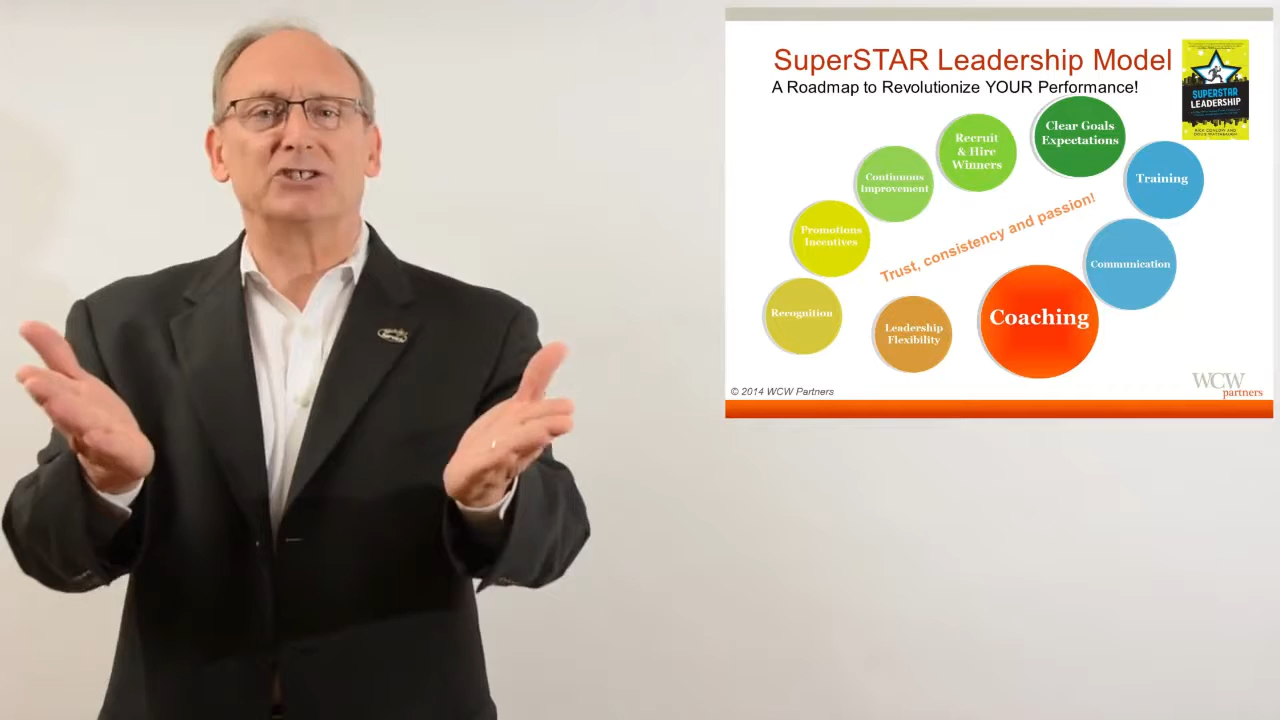 SuperSTAR Leadership Model
A Roadmap to Revolutionize YOUR Performance!
SUPERSTAR
LEADERSHIP
Clear Goals
Expectations
Recruit
& Hire
Winners
Training
Continuous
Improvement
Trust, consistency and passion!
Promotions
Incentives
Communication
Coaching
Recognition
Leadership
Flexibility
© 2014 WCW Partners
WCW
partners